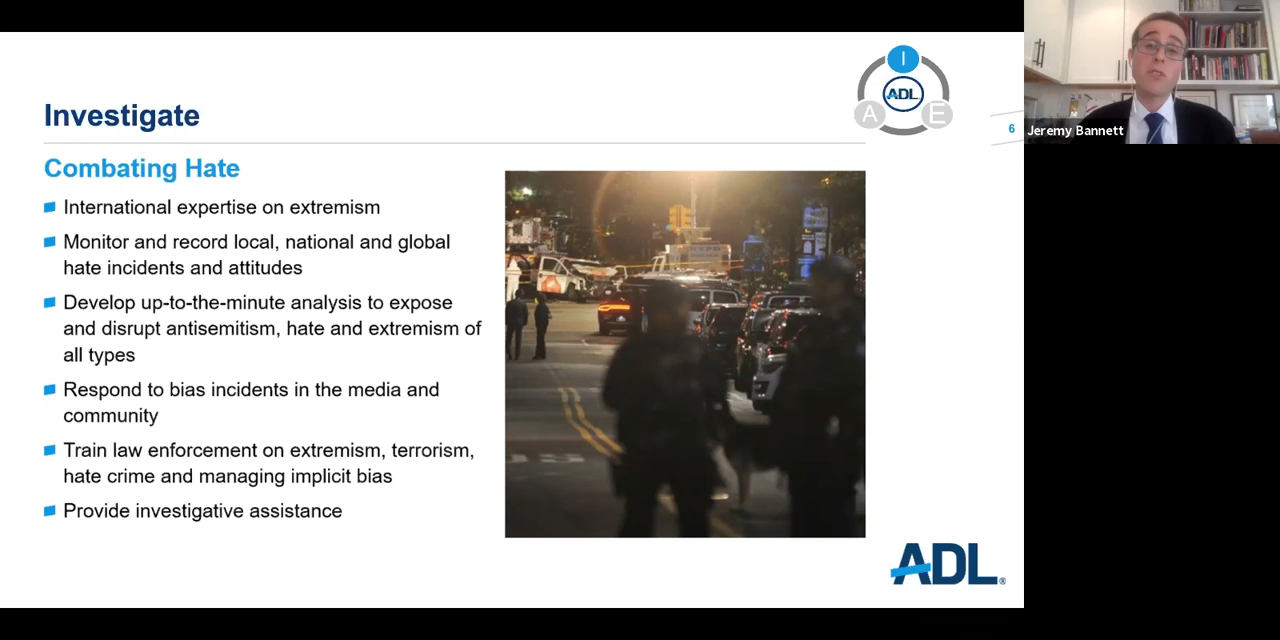 I
ADL
A
E
Investigate
6
Jeremy Bannett
Combating Hate
International expertise on extremism
Monitor and record local, national and global
hate incidents and attitudes
Develop up-to-the-minute analysis to expose
and disrupt antisemitism, hate and extremism of
all types
Respond to bias incidents in the media and
community
Train law enforcement on extremism, terrorism,
hate crime and managing implicit bias
Provide investigative assistance
ADL®